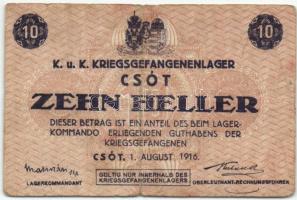 10 10
K. u. K. KRIEGSGEFANGENENLAGER
CSÓT
ZEHN HELLER
DIESER BETRAG IST EIN ANTEIL DES BEIM LAGER-
KOMMANDO ERLIEGENDEN GUTHABENS DER
KRIEGSGEFANGENEN
CSÓT, 1. AUGUST 1916.
LAGERKOMMANDANT
GÜLTIG NUR INNERHALB DES
KRIEGSGEFANGENENLAGERS
OBERLEUTNANT-RECHNUNGSFÜHRER